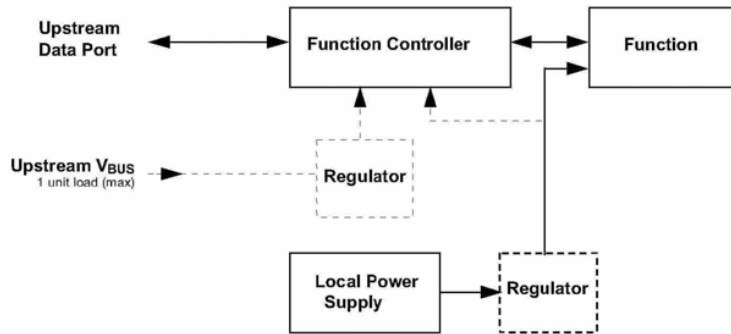 Upstream
Data Port
Function Controller
Function
Upstream VBUS
1 unit load (max)
Regulator
Local Power
Supply
Regulator